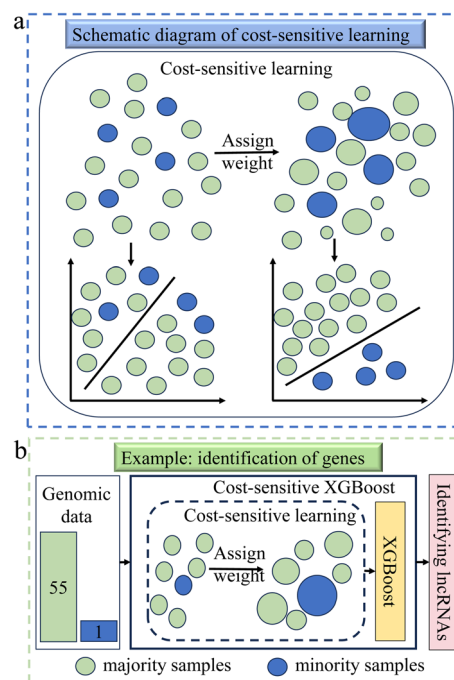 a
Schematic diagram of cost-sensitive learning
Cost-sensitive learning
Assign
weight
b
Example: identification of genes
Genomic
data
55
1
Cost-sensitive XGBoost
Cost-sensitive learning
Assign
weight
XGBoost
Identifying
lncRNAs
majority samples
minority samples